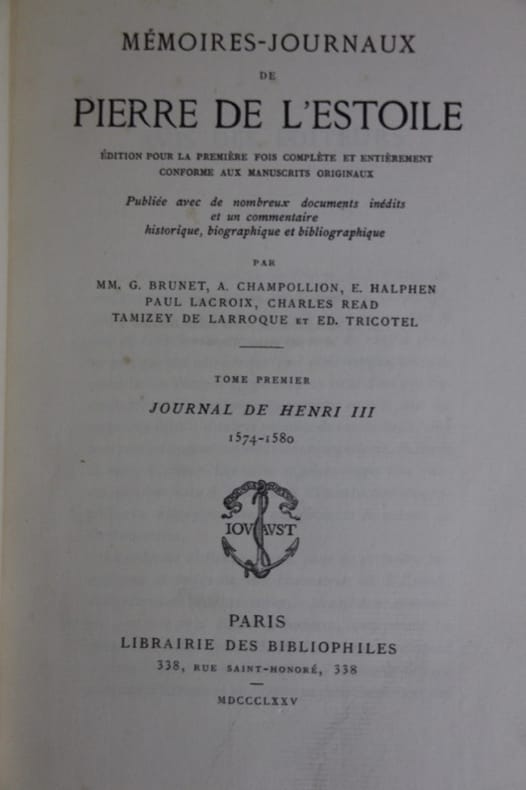 MÉMOIRES-JOURNAUX
DE
PIERRE DE L'ESTOILE
ÉDITION POUR LA PREMIÈRE FOIS COMPLÈTE ET ENTIÈREMENT
CONFORME AUX MANUSCRITS ORIGINAUX
Publiée avec de nombreux documents inédits
et un commentaire
historique, biographique et bibliographique
PAR
MM. G. BRUNET, A. CHAMPOLLION, E. HALPHEN
PAUL LACROIX, CHARLES READ
TAMIZEY DE LARROQUE ET ED. TRICOTEL
TOME PREMIER
JOURNAL DE HENRI III
1574-1580
IOV AVST
PARIS
LIBRAIRIE DES BIBLIOPHILES
338, RUE SAINT-HONORÉ, 338
MDCCCLXXV